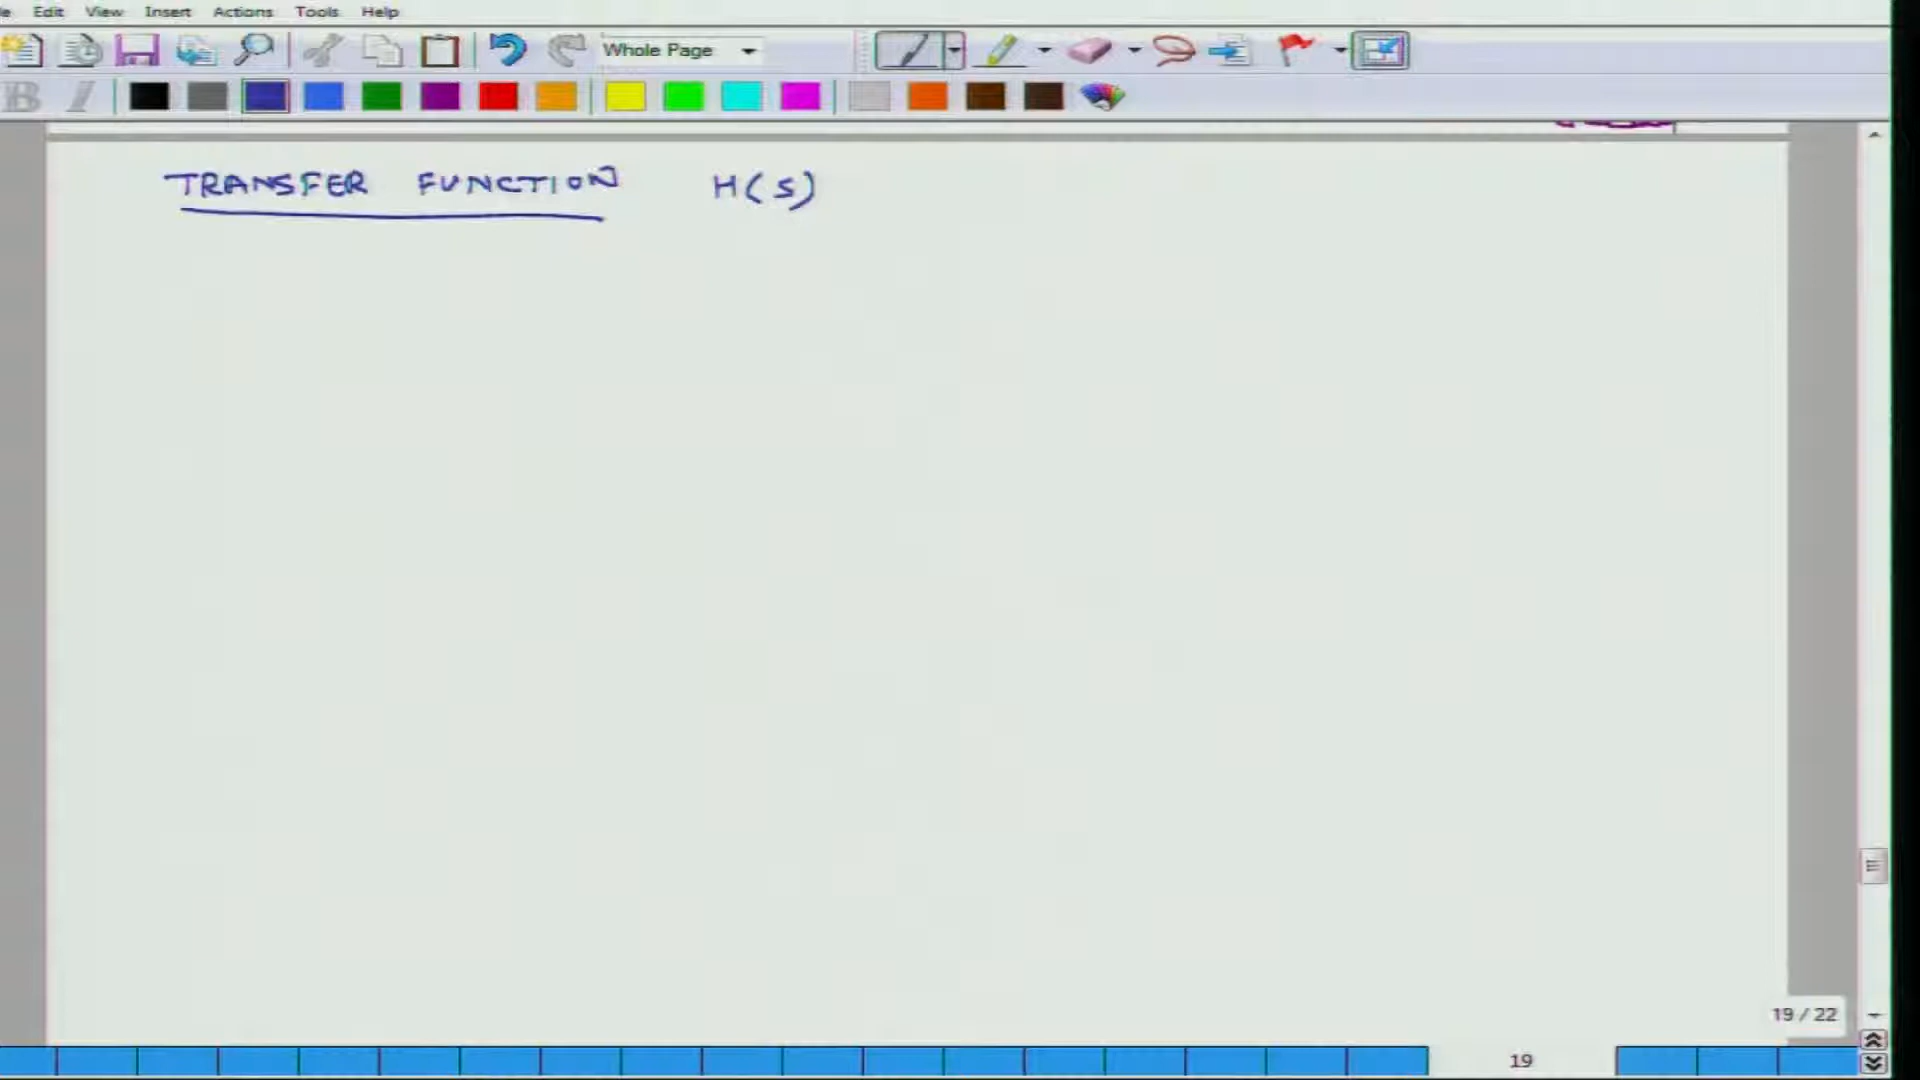 Edit View Insert Actions Tools Help
Whole Page
B I
TRANSFER FUNCTION H(S)
19 / 22
19